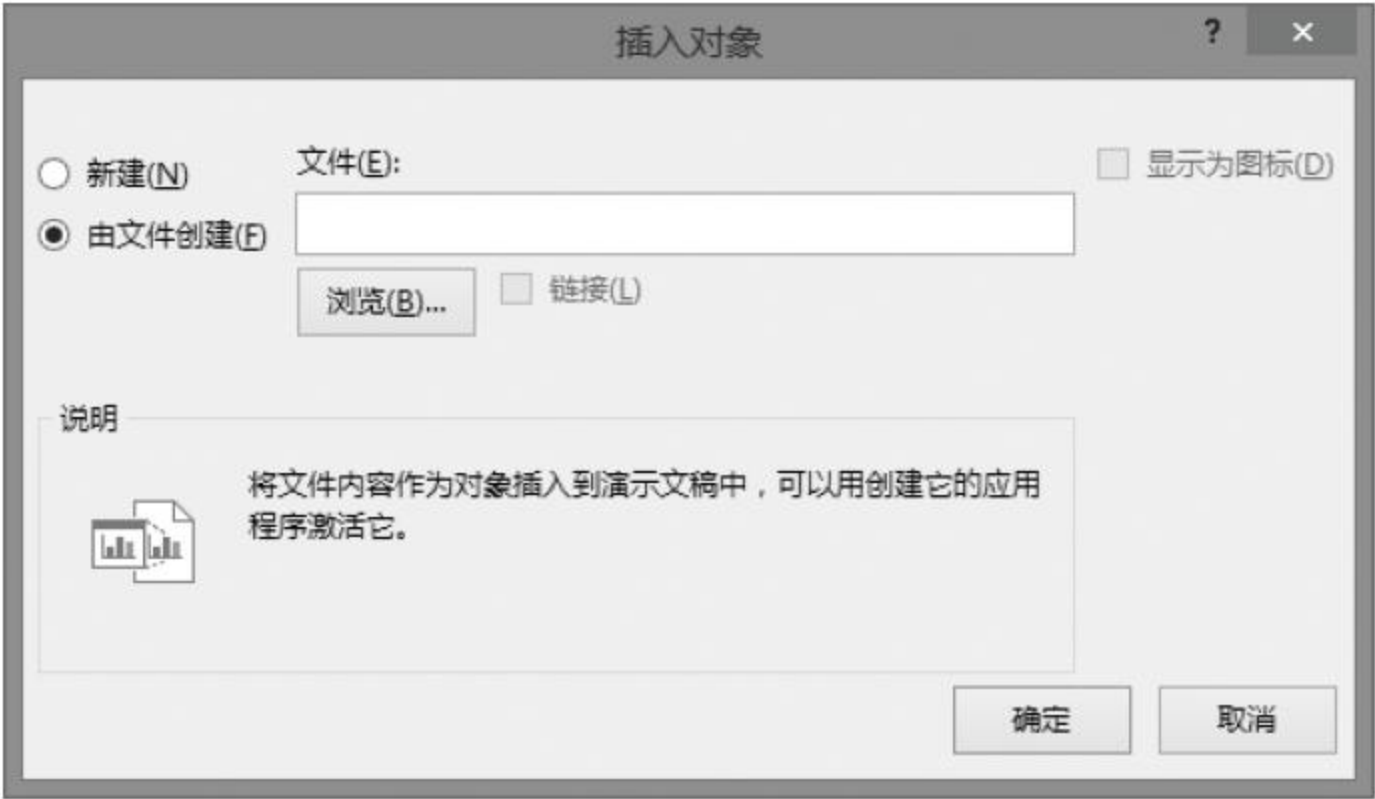 插入对象
?
新建(N)
文件(E):
显示为图标(D)
由文件创建(F)
浏览(B)...
链接(L)
说明
将文件内容作为对象插入到演示文稿中，可以用创建它的应用
程序激活它。
确定
取消